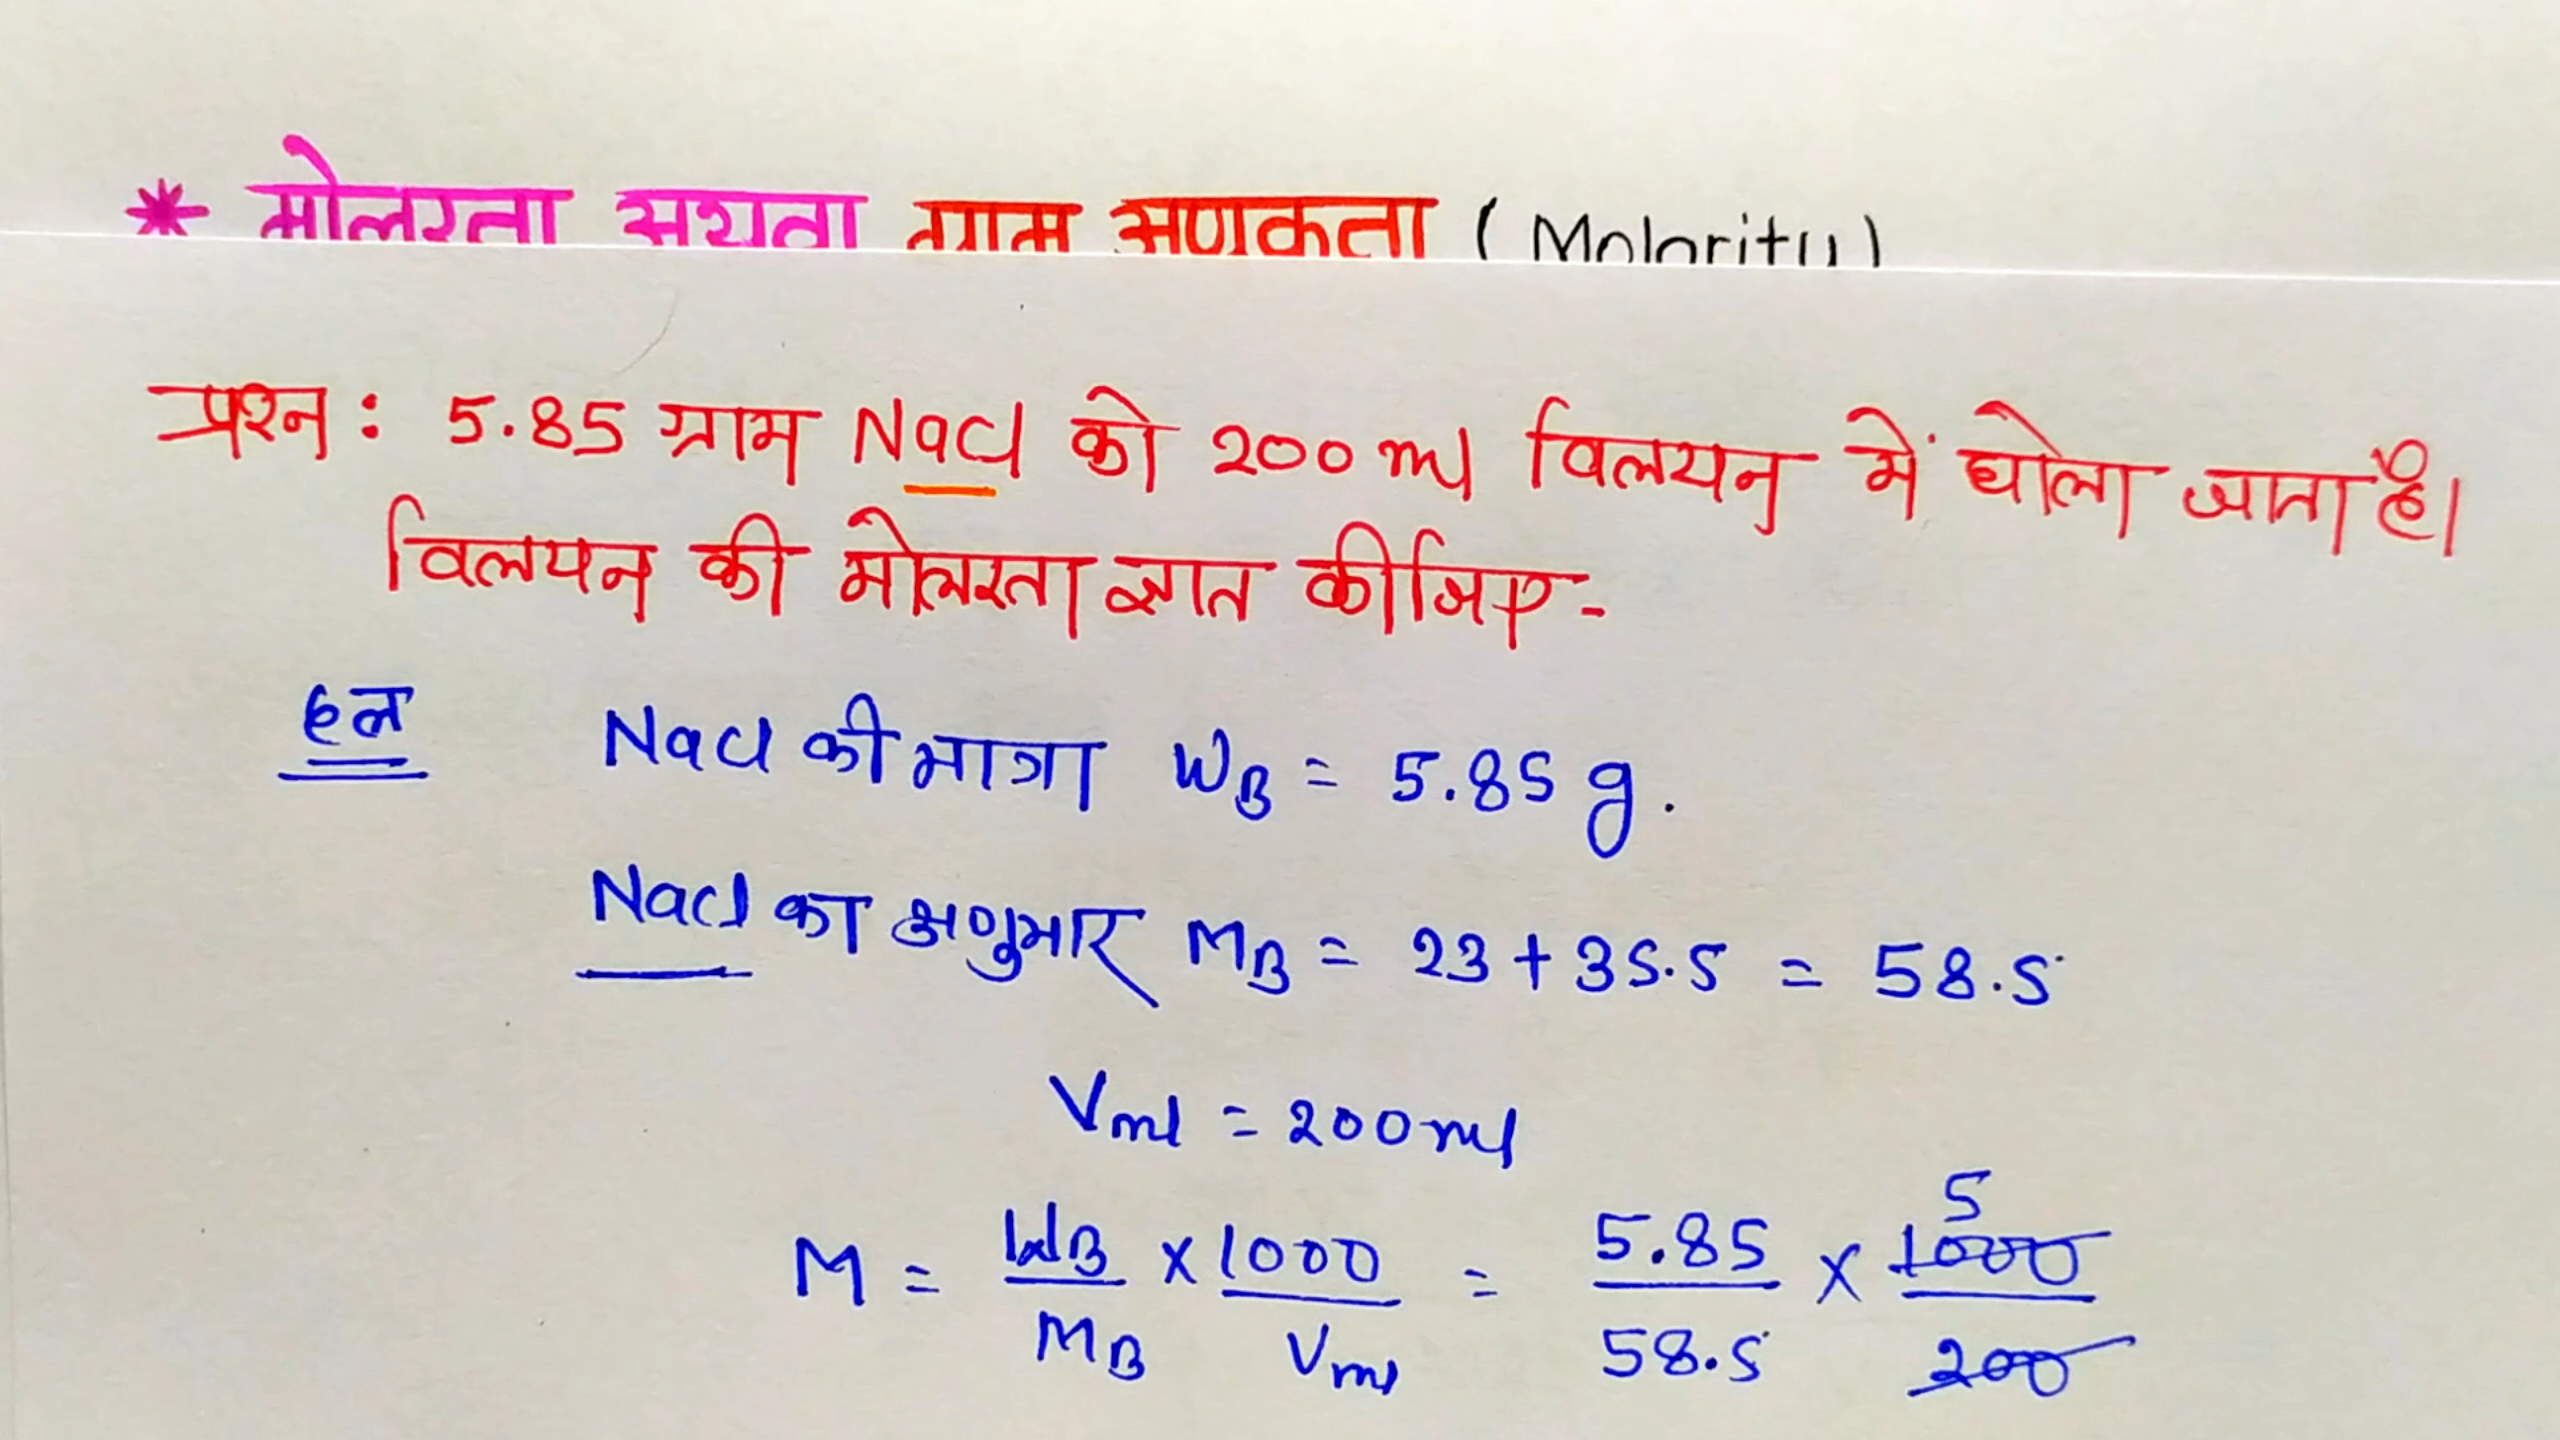 * मोलरता अथवा ग्राम अणुकता ( Molarity )
प्रश्न : 5.85 ग्राम NaCl को 200 ml विलयन में घोला जाता है।
विलयन की मोलरता ज्ञात कीजिए-
हल NaCl की मात्रा WB = 5.85 g.
NaCl का अणुभार MB = 23 + 35.5 = 58.5
Vml = 200 ml
M = WB/MB × 1000/Vml = 5.85/58.5 × 1000/200 5